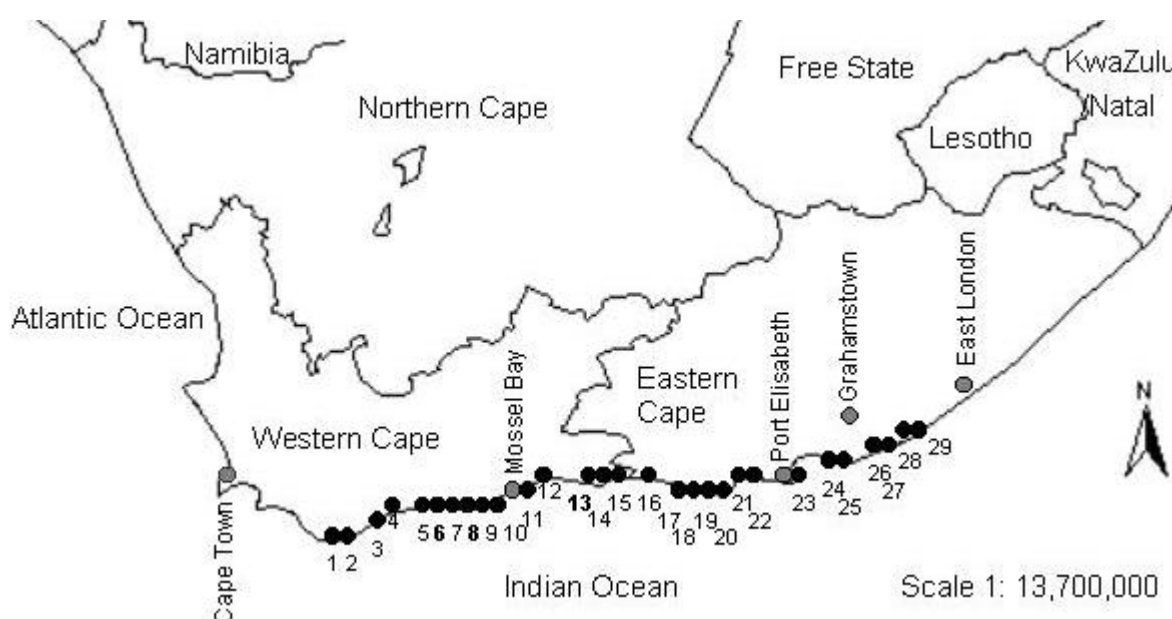 Namibia
Free State
KwaZulu
/Natal
Northern Cape
Lesotho
Atlantic Ocean
East London
Grahamstown
Port Elisabeth
Mossel Bay
Eastern
Cape
Western Cape
N
Cape Town
1 2
3
4
5 6 7 8 9 10
11
12
13
14
15
16
17
18
19
20
21
22
23
24
25
26
27
28
29
Indian Ocean
Scale 1: 13,700,000